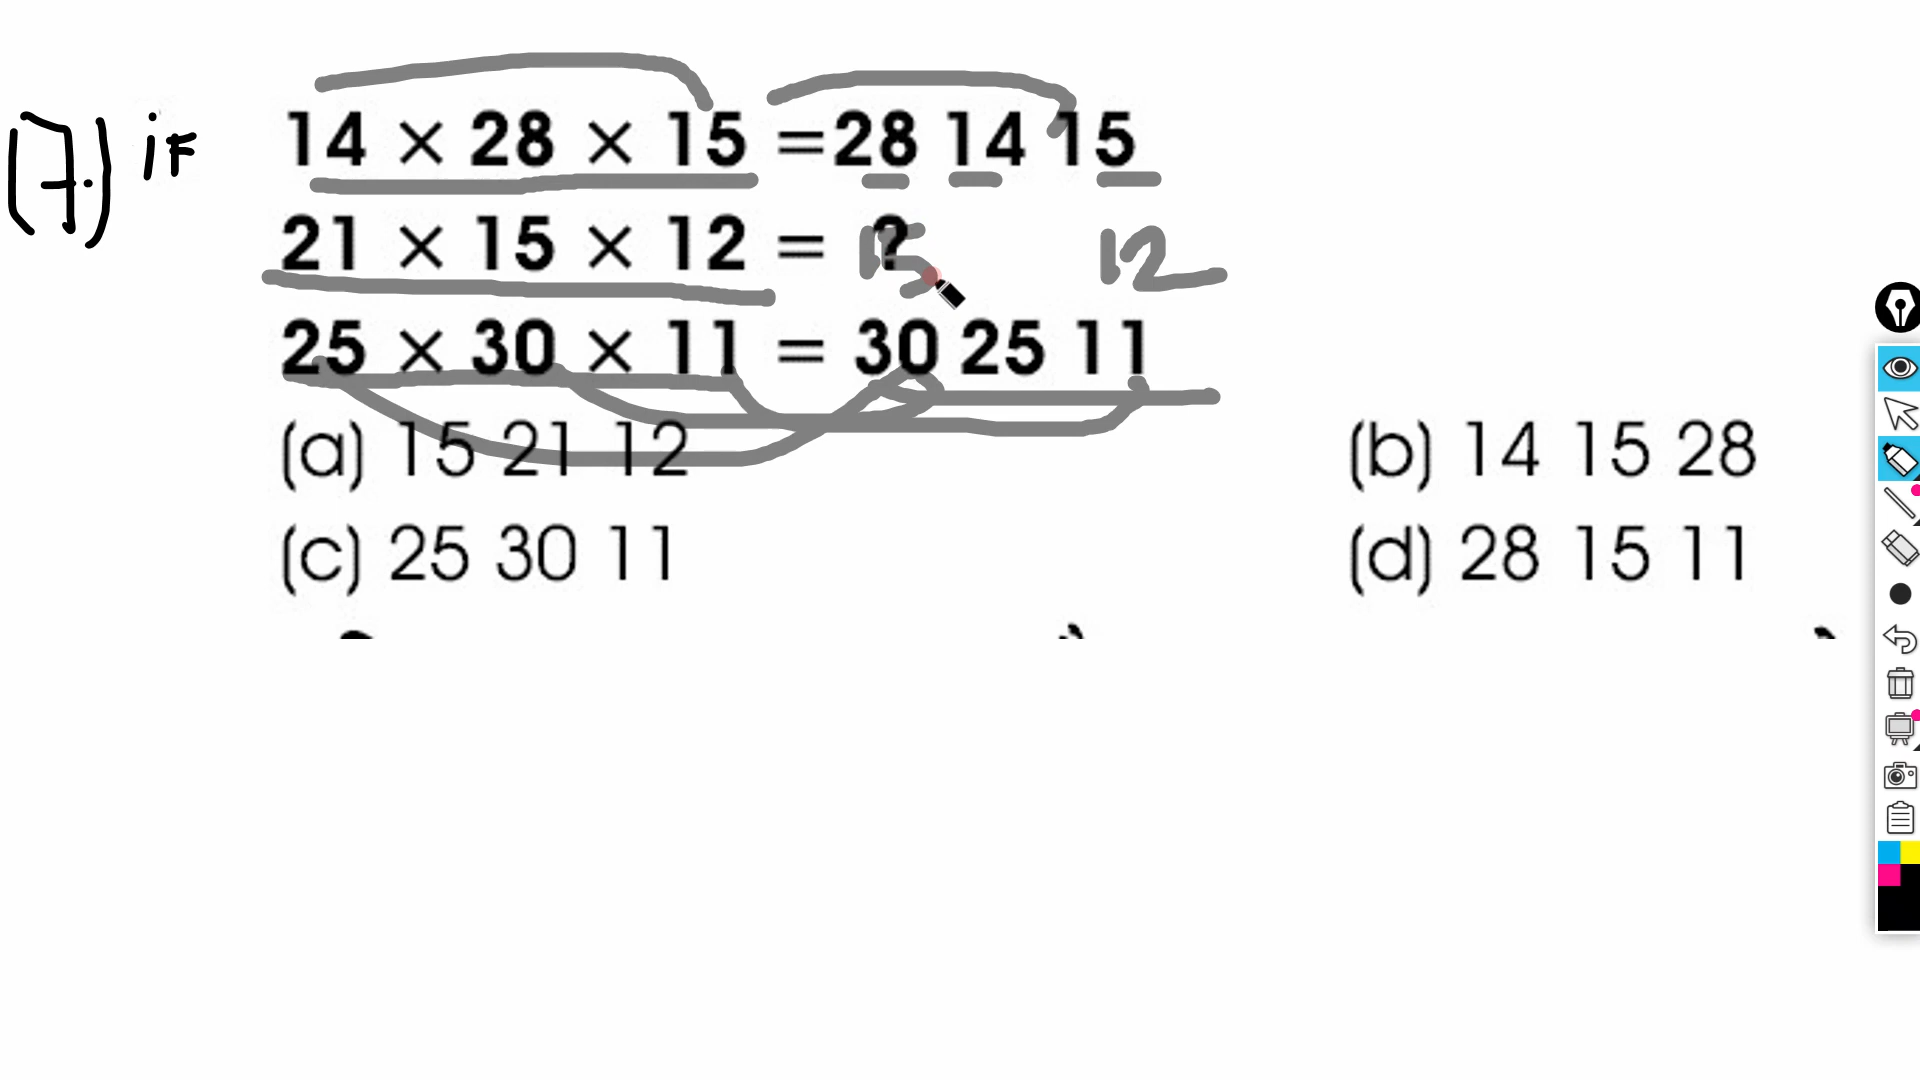 (7.) if
14 × 28 × 15 = 28 14 15
21 × 15 × 12 = ? 15 12
25 × 30 × 11 = 30 25 11
(a) 15 21 12
(b) 14 15 28
(c) 25 30 11
(d) 28 15 11